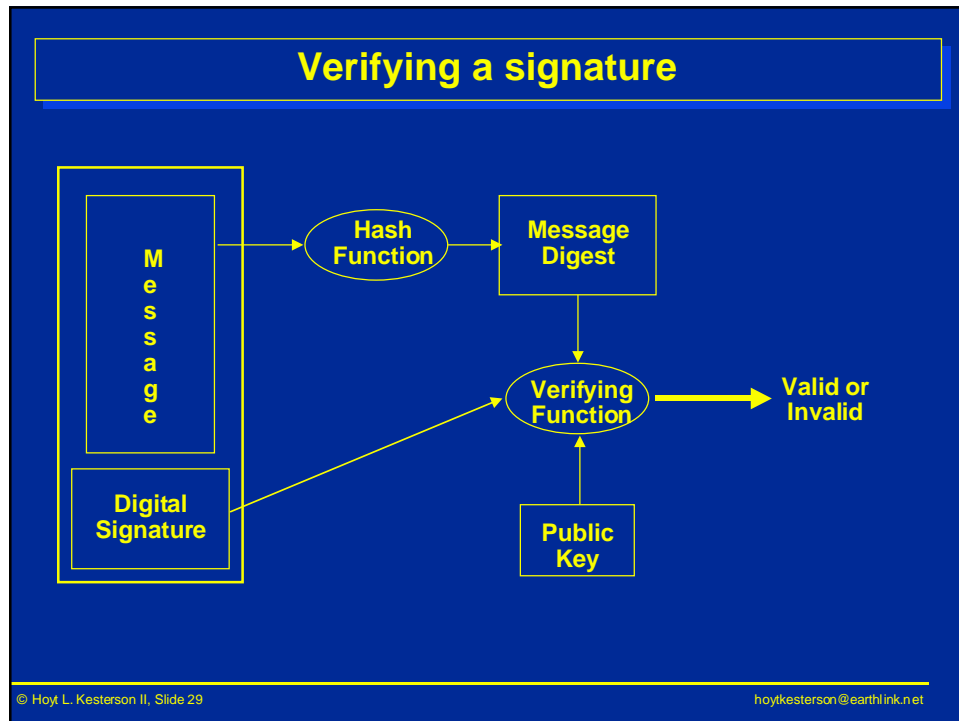 Verifying a signature
M
e
s
s
a
g
e
Hash
Function
Message
Digest
Verifying
Function
Valid or
Invalid
Digital
Signature
Public
Key
© Hoyt L. Kesterson II, Slide 29
hoytkesterson@earthlink.net